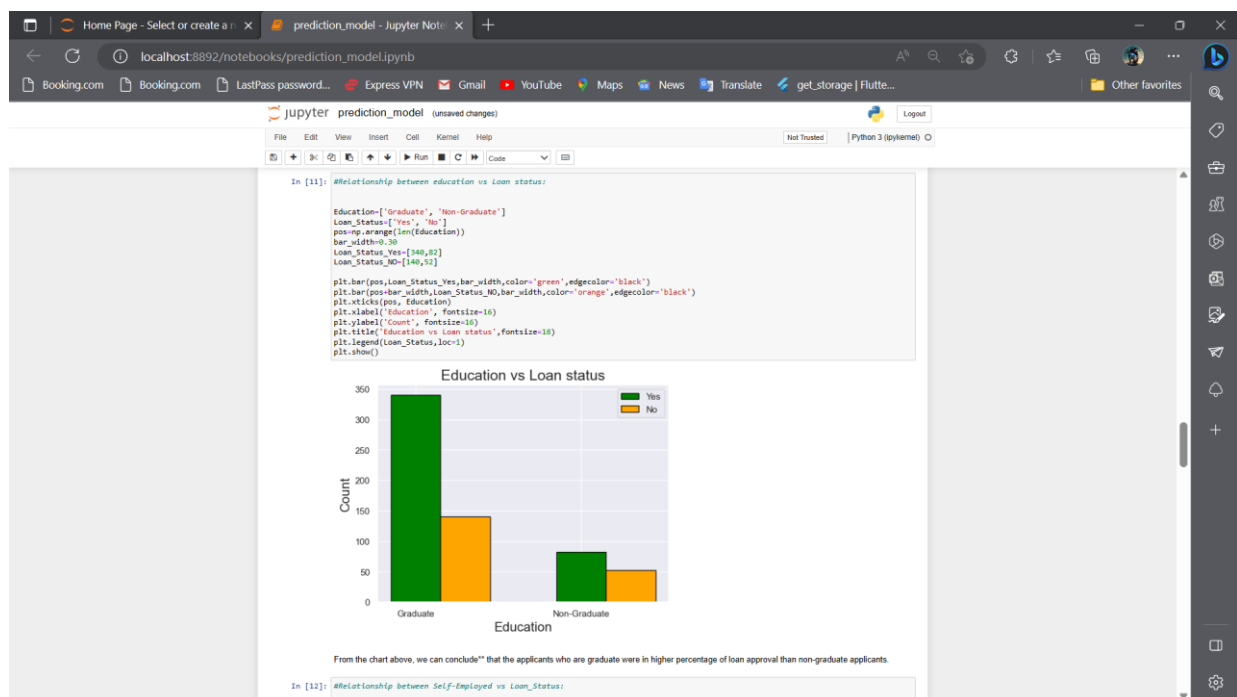 Home Page - Select or create a n
prediction_model - Jupyter Note
localhost:8892/notebooks/prediction_model.ipynb
Booking.com Booking.com LastPass password... Express VPN Gmail YouTube Maps News Translate get_storage | Flutte... Other favorites
jupyter prediction_model (unsaved changes) Logout
File Edit View Insert Cell Kernel Help Not Trusted Python 3 (ipykernel)
Run Code
In [11]: #Relationship between education vs Loan status:
Education=['Graduate', 'Non-Graduate']
Loan_Status=['Yes', 'No']
pos=np.arange(len(Education))
bar_width=0.30
Loan_Status_Yes=[340,82]
Loan_Status_NO=[140,52]
plt.bar(pos,Loan_Status_Yes,bar_width,color='green',edgecolor='black')
plt.bar(pos+bar_width,Loan_Status_NO,bar_width,color='orange',edgecolor='black')
plt.xticks(pos, Education)
plt.xlabel('Education', fontsize=16)
plt.ylabel('Count', fontsize=16)
plt.title('Education vs Loan status',fontsize=18)
plt.legend(Loan_Status,loc=1)
plt.show()
Education vs Loan status
Yes
No
350
300
250
200
150
100
50
0
Count
Graduate Non-Graduate
Education
From the chart above, we can conclude** that the applicants who are graduate were in higher percentage of loan approval than non-graduate applicants.
In [12]: #Relationship between Self-Employed vs Loan_Status: